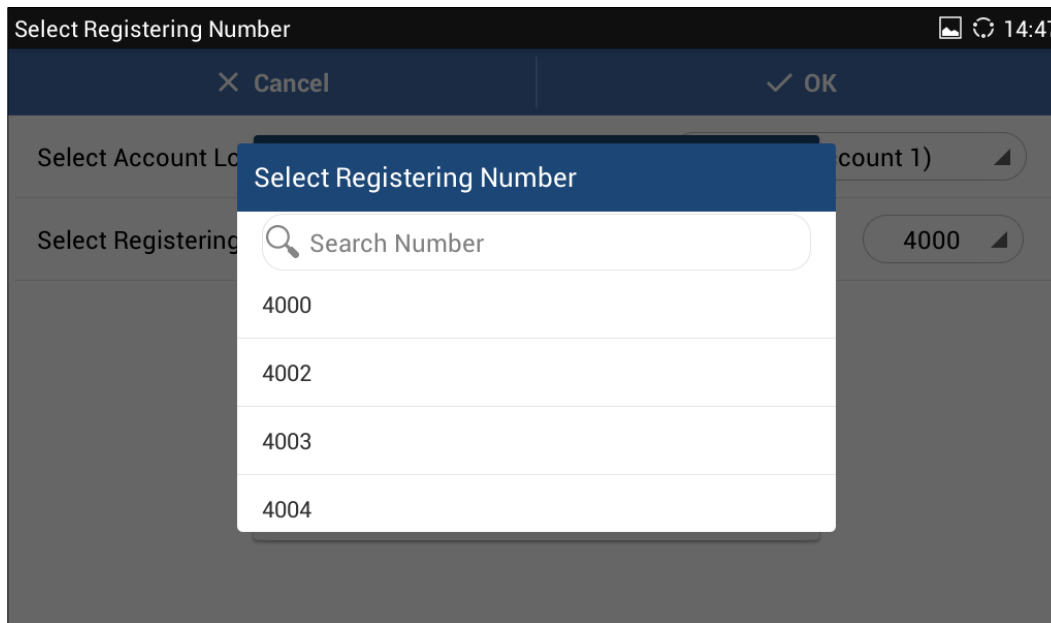 Select Registering Number 14:47
Cancel OK
Select Account Lo count 1)
Select Registering Number
Select Registering 4000
Search Number
4000
4002
4003
4004